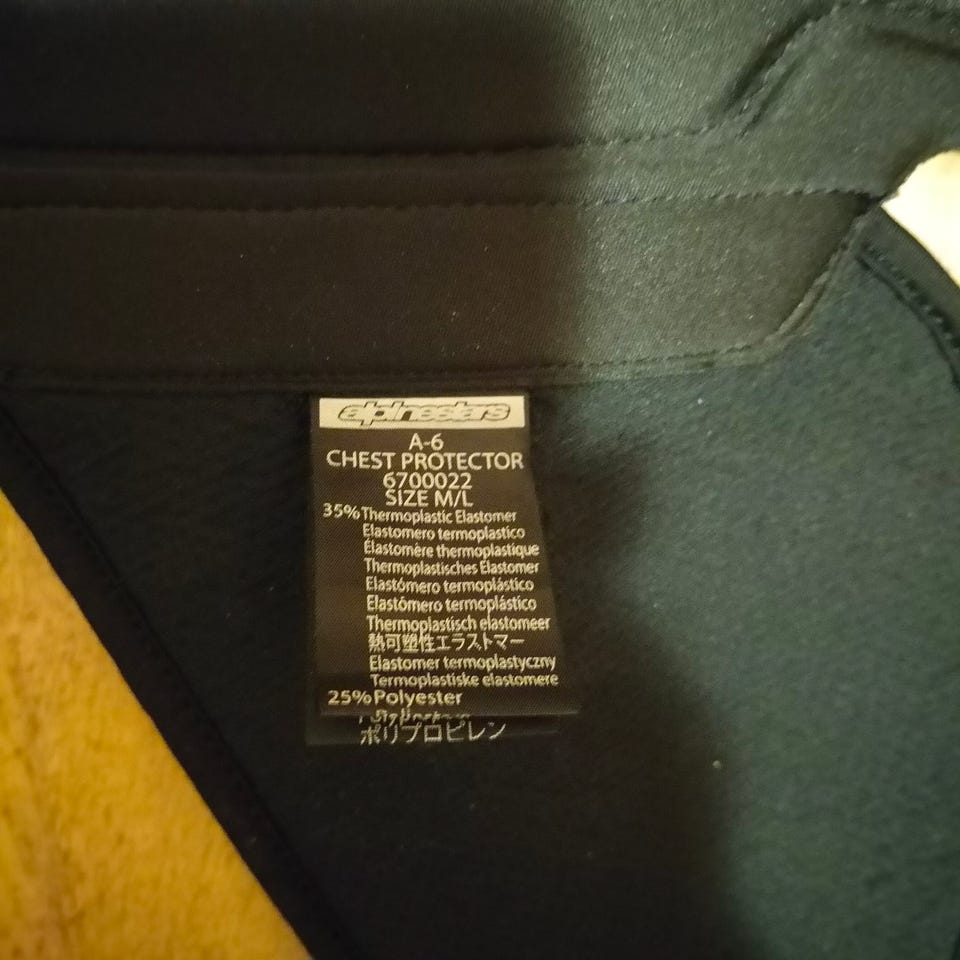 alpinestars
A-6
CHEST PROTECTOR
6700022
SIZE M/L
35% Thermoplastic Elastomer
Elastomero termoplastico
Élastomère thermoplastique
Thermoplastisches Elastomer
Elastómero termoplástico
Elastômero termoplástico
Thermoplastisch elastomeer
熱可塑性エラストマー
Elastomer termoplastyczny
Termoplastiske elastomere
25% Polyester
ポリプロピレン